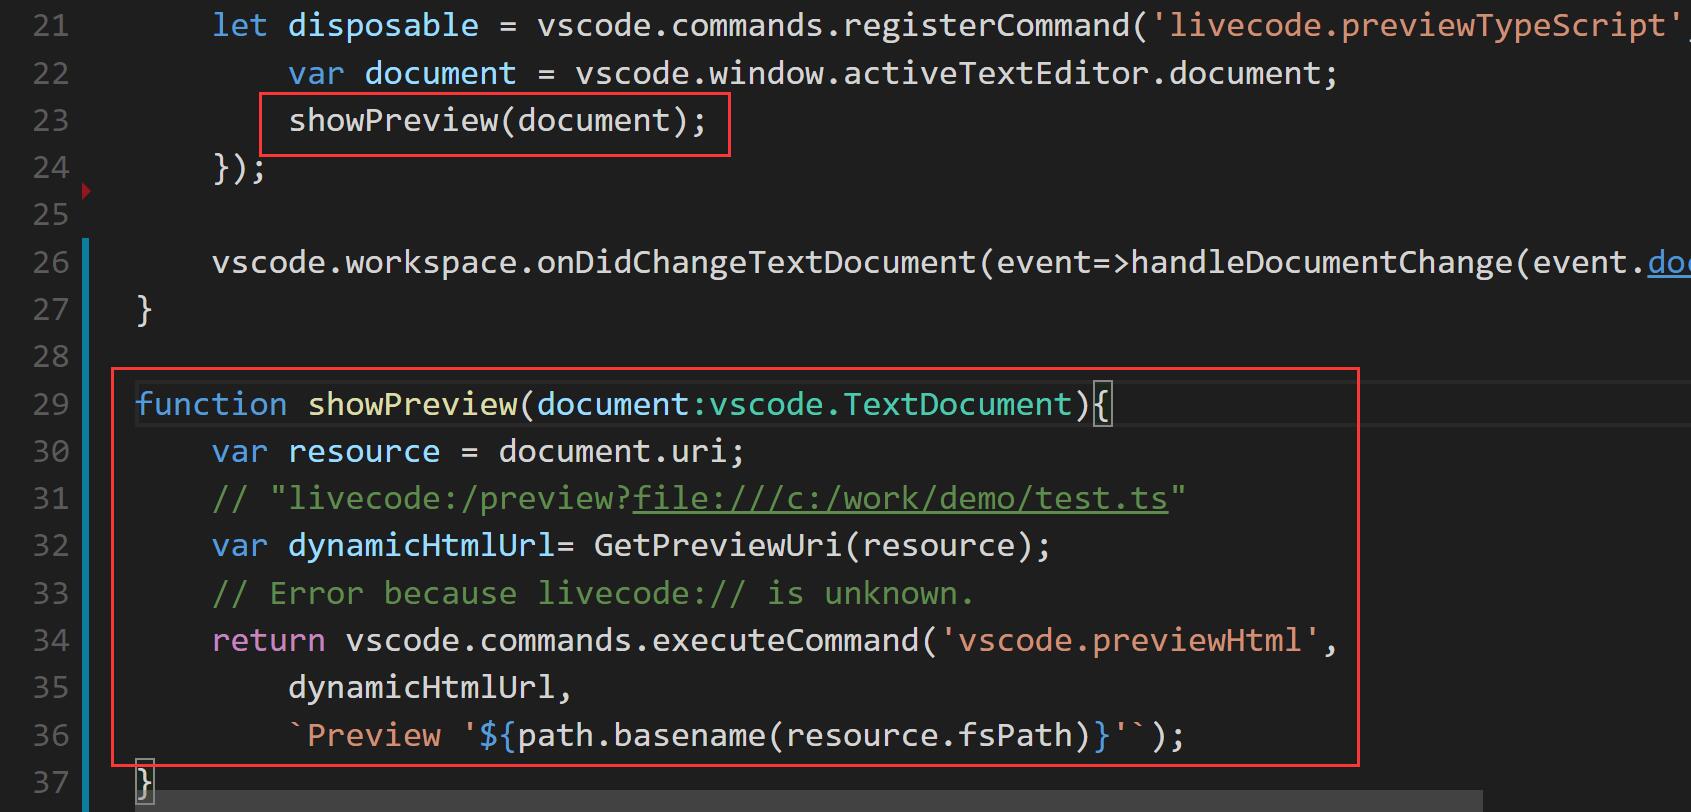 21 let disposable = vscode.commands.registerCommand('livecode.previewTypeScript',
22 var document = vscode.window.activeTextEditor.document;
23 showPreview(document);
24 });
25
26 vscode.workspace.onDidChangeTextDocument(event=>handleDocumentChange(event.doc
27 }
28
29 function showPreview(document:vscode.TextDocument){
30 var resource = document.uri;
31 // "livecode:/preview?file:///c:/work/demo/test.ts"
32 var dynamicHtmlUrl= GetPreviewUri(resource);
33 // Error because livecode:// is unknown.
34 return vscode.commands.executeCommand('vscode.previewHtml',
35 dynamicHtmlUrl,
36 `Preview '${path.basename(resource.fsPath)}'`);
37 }